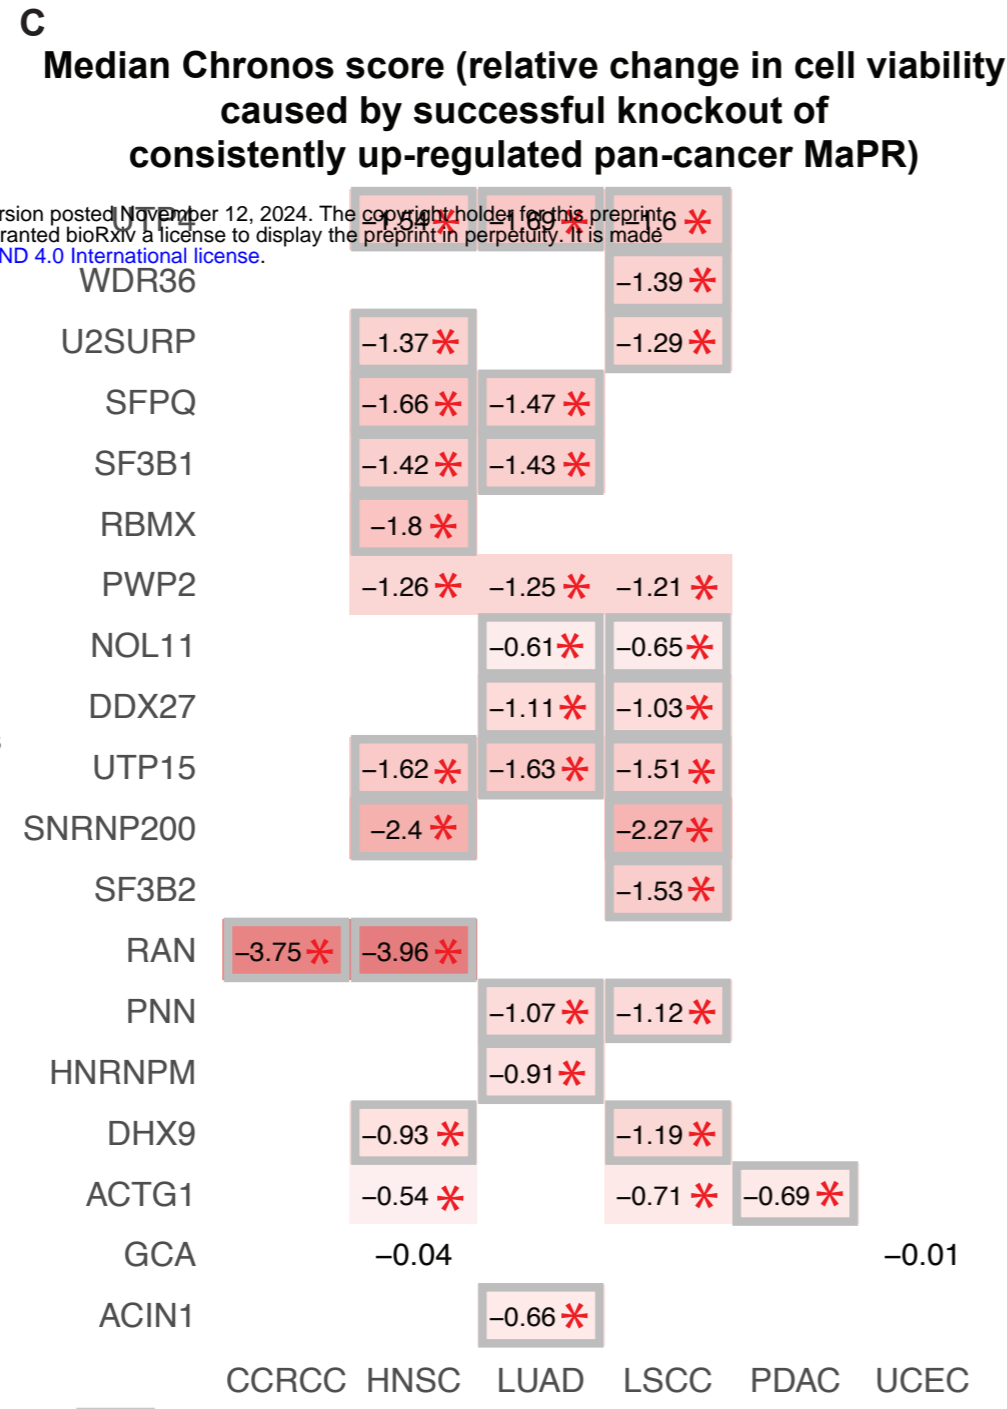 C
Median Chronos score (relative change in cell viability
caused by successful knockout of
consistently up-regulated pan-cancer MaPR)
rsion posted November 12, 2024. The copyright holder for this preprint
ranted bioRxiv a license to display the preprint in perpetuity. It is made
ND 4.0 International license.
UTP4 −1.54* −1.69* −1.6*
WDR36 −1.39*
U2SURP −1.37* −1.29*
SFPQ −1.66* −1.47*
SF3B1 −1.42* −1.43*
RBMX −1.8*
PWP2 −1.26* −1.25* −1.21*
NOL11 −0.61* −0.65*
DDX27 −1.11* −1.03*
UTP15 −1.62* −1.63* −1.51*
SNRNP200 −2.4* −2.27*
SF3B2 −1.53*
RAN −3.75* −3.96*
PNN −1.07* −1.12*
HNRNPM −0.91*
DHX9 −0.93* −1.19*
ACTG1 −0.54* −0.71* −0.69*
GCA −0.04 −0.01
ACIN1 −0.66*
CCRCC HNSC LUAD LSCC PDAC UCEC